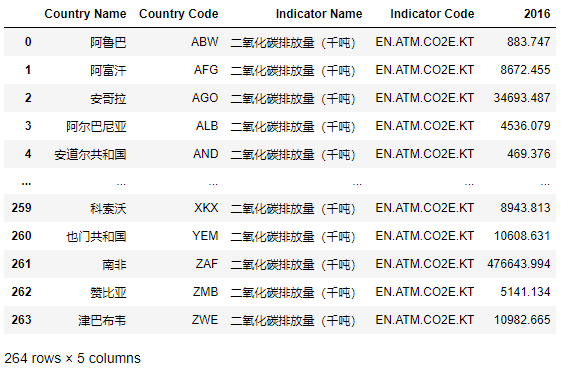 Country Name Country Code Indicator Name Indicator Code 2016
0 阿鲁巴 ABW 二氧化碳排放量（千吨） EN.ATM.CO2E.KT 883.747
1 阿富汗 AFG 二氧化碳排放量（千吨） EN.ATM.CO2E.KT 8672.455
2 安哥拉 AGO 二氧化碳排放量（千吨） EN.ATM.CO2E.KT 34693.487
3 阿尔巴尼亚 ALB 二氧化碳排放量（千吨） EN.ATM.CO2E.KT 4536.079
4 安道尔共和国 AND 二氧化碳排放量（千吨） EN.ATM.CO2E.KT 469.376
... ... ... ... ... ...
259 科索沃 XKX 二氧化碳排放量（千吨） EN.ATM.CO2E.KT 8943.813
260 也门共和国 YEM 二氧化碳排放量（千吨） EN.ATM.CO2E.KT 10608.631
261 南非 ZAF 二氧化碳排放量（千吨） EN.ATM.CO2E.KT 476643.994
262 赞比亚 ZMB 二氧化碳排放量（千吨） EN.ATM.CO2E.KT 5141.134
263 津巴布韦 ZWE 二氧化碳排放量（千吨） EN.ATM.CO2E.KT 10982.665
264 rows × 5 columns